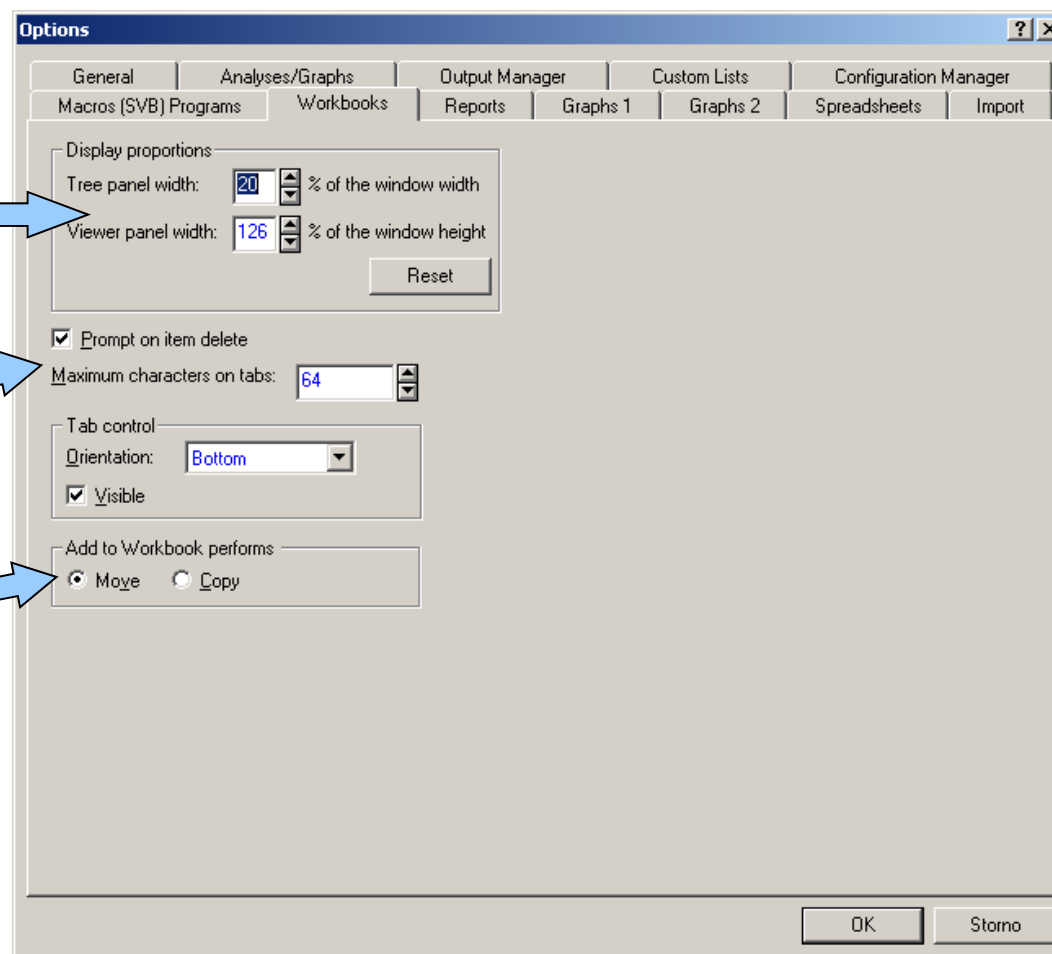 Options
General Analyses/Graphs Output Manager Custom Lists Configuration Manager
Macros (SVB) Programs Workbooks Reports Graphs 1 Graphs 2 Spreadsheets Import
Display proportions
Tree panel width: 20 % of the window width
Viewer panel width: 126 % of the window height
Reset
Prompt on item delete
Maximum characters on tabs: 64
Tab control
Orientation: Bottom
Visible
Add to Workbook performs
Move Copy
OK Storno